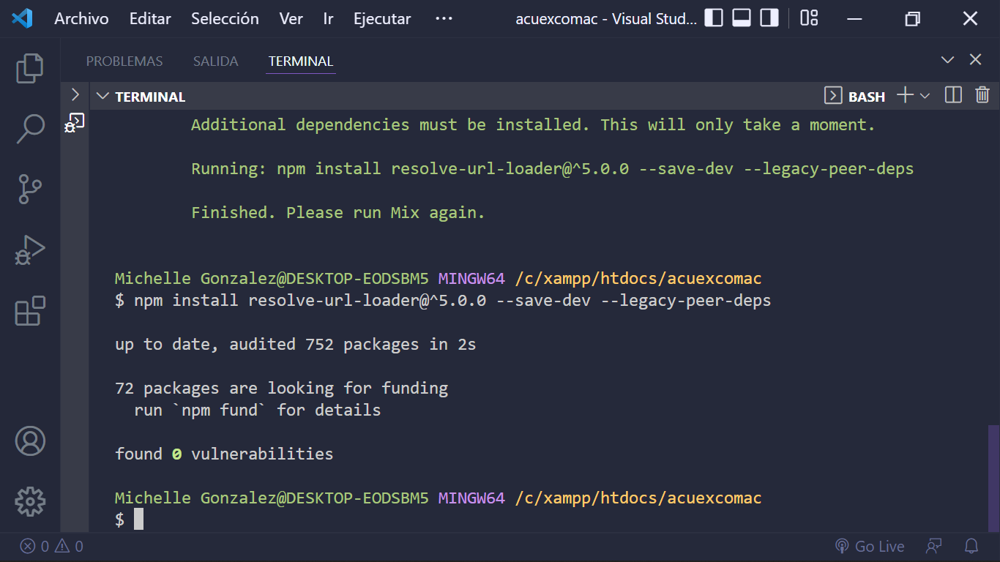 Archivo Editar Selección Ver Ir Ejecutar ··· acuexcomac - Visual Stud...
PROBLEMAS SALIDA TERMINAL
TERMINAL BASH
Additional dependencies must be installed. This will only take a moment.
Running: npm install resolve-url-loader@^5.0.0 --save-dev --legacy-peer-deps
Finished. Please run Mix again.
Michelle Gonzalez@DESKTOP-EODSBM5 MINGW64 /c/xampp/htdocs/acuexcomac
$ npm install resolve-url-loader@^5.0.0 --save-dev --legacy-peer-deps
up to date, audited 752 packages in 2s
72 packages are looking for funding
run `npm fund` for details
found 0 vulnerabilities
Michelle Gonzalez@DESKTOP-EODSBM5 MINGW64 /c/xampp/htdocs/acuexcomac
$
0 0 Go Live